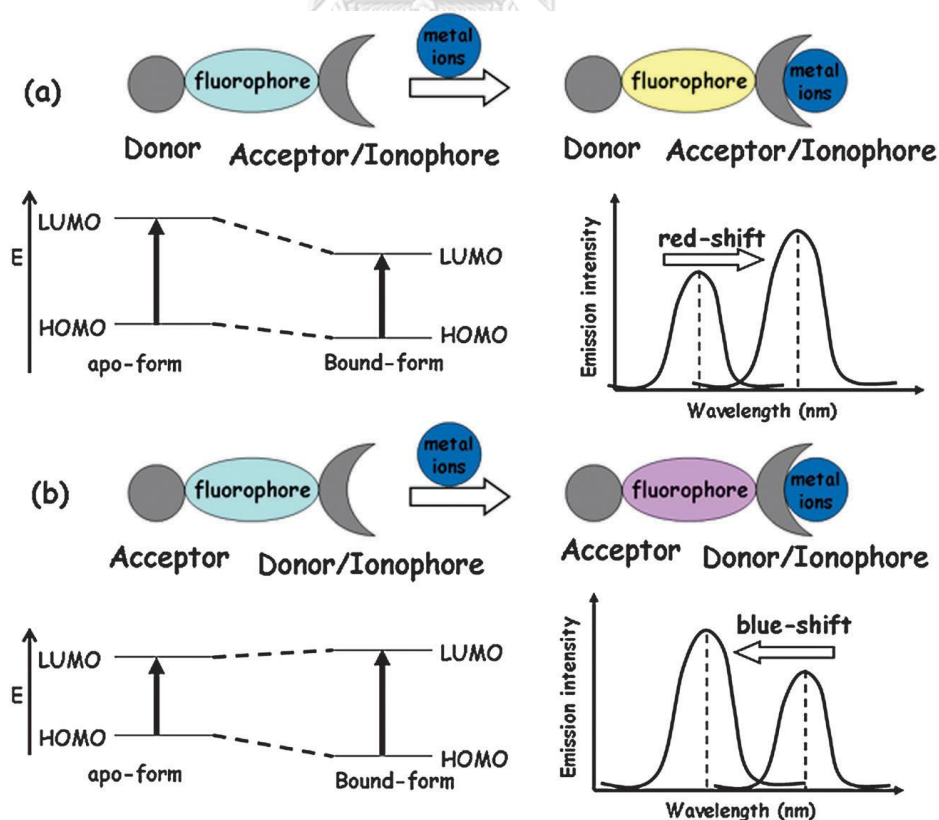 (a)
fluorophore
metal
ions
fluorophore
metal
ions
Donor
Acceptor/Ionophore
Donor
Acceptor/Ionophore
E
LUMO
LUMO
HOMO
HOMO
apo-form
Bound-form
Emission intensity
red-shift
Wavelength (nm)
(b)
fluorophore
metal
ions
fluorophore
metal
ions
Acceptor
Donor/Ionophore
Acceptor
Donor/Ionophore
E
LUMO
LUMO
HOMO
HOMO
apo-form
Bound-form
Emission intensity
blue-shift
Wavelength (nm)